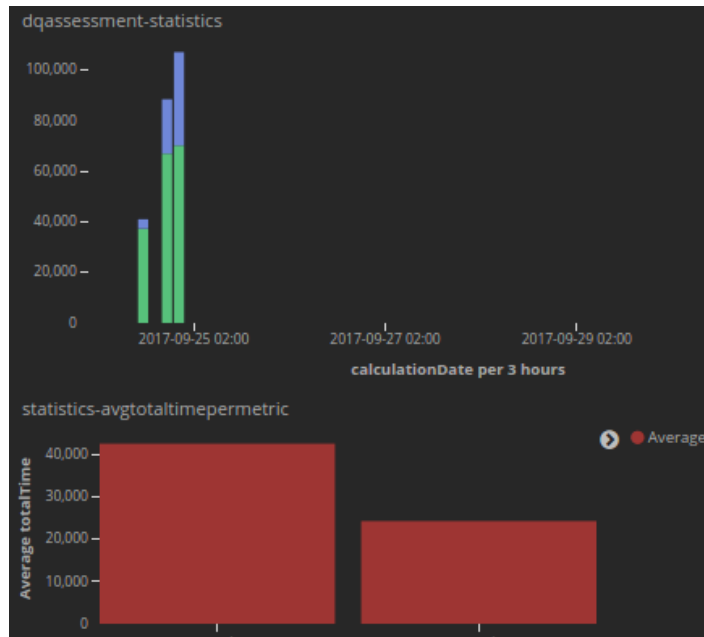 dqassessment-statistics
100,000
80,000
60,000
40,000
20,000
0
2017-09-25 02:00
2017-09-27 02:00
2017-09-29 02:00
calculationDate per 3 hours
statistics-avgtotaltimepermetric
Average
Average totalTime
40,000
30,000
20,000
10,000
0